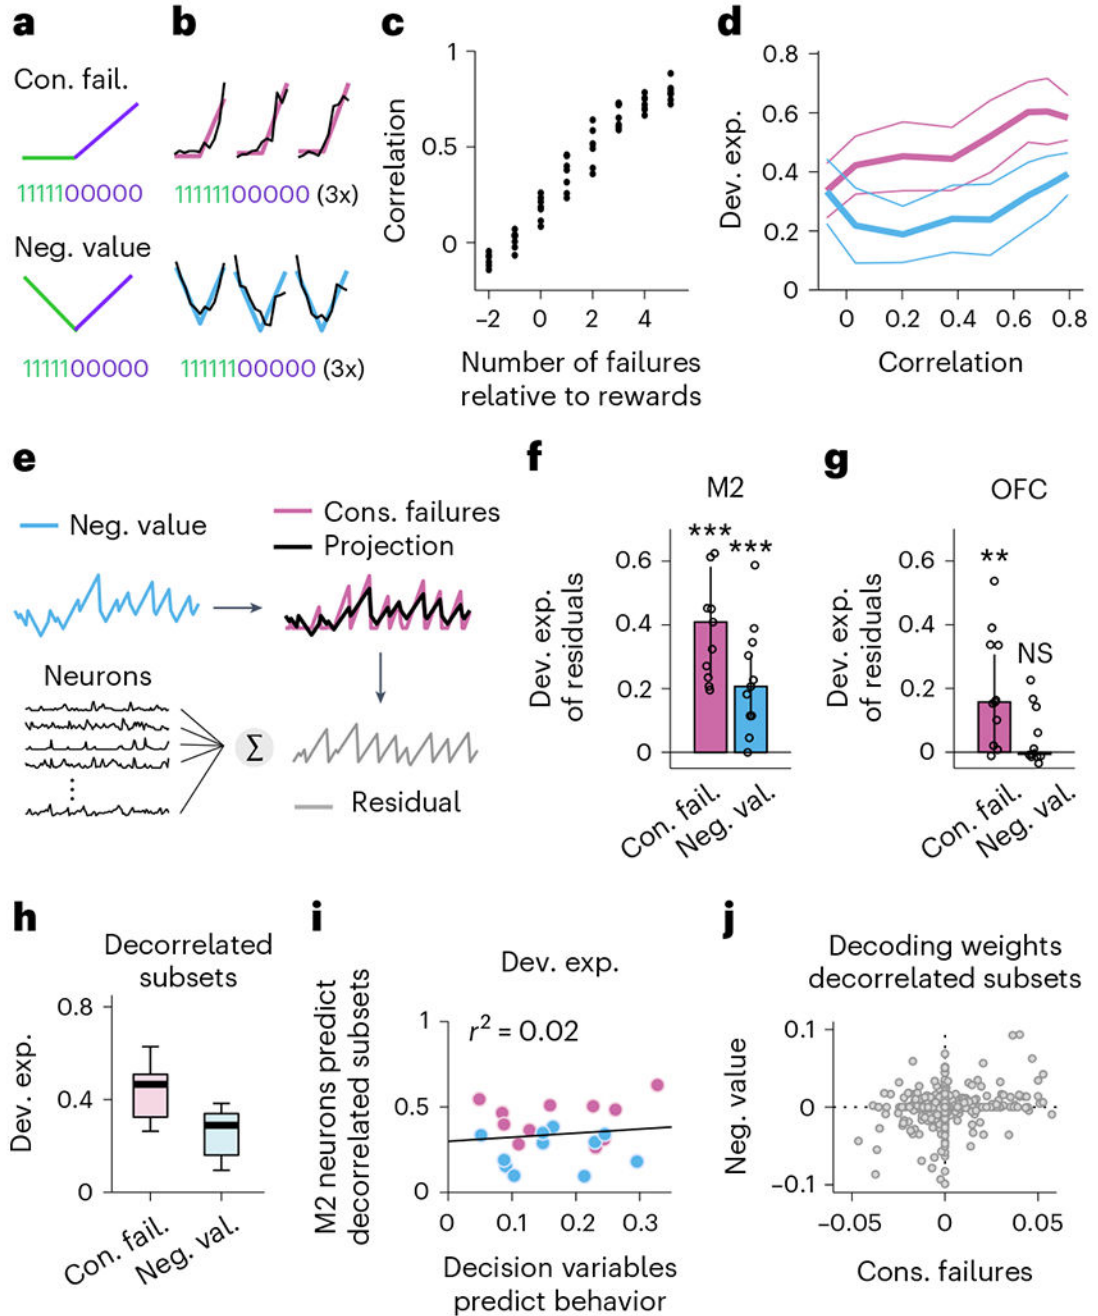 a
Con. fail.
1111100000
Neg. value
1111100000
b
11111100000 (3x)
11111100000 (3x)
c
Correlation
1
0.5
0
−2
0
2
4
Number of failures
relative to rewards
d
Dev. exp.
0.8
0.6
0.4
0.2
0
0
0.2
0.4
0.6
0.8
Correlation
e
Neg. value
Cons. failures
Projection
Neurons
Σ
Residual
f
M2
Dev. exp.
of residuals
0.6
0.4
0.2
0
***
***
Con. fail.
Neg. val.
g
OFC
Dev. exp.
of residuals
0.6
0.4
0.2
0
**
NS
Con. fail.
Neg. val.
h
Decorrelated
subsets
Dev. exp.
0.8
0.4
0
Con. fail.
Neg. val.
i
Dev. exp.
M2 neurons predict
decorrelated subsets
r² = 0.02
1
0.5
0
0
0.1
0.2
0.3
Decision variables
predict behavior
j
Decoding weights
decorrelated subsets
Neg. value
0.1
0
−0.1
−0.05
0
0.05
Cons. failures